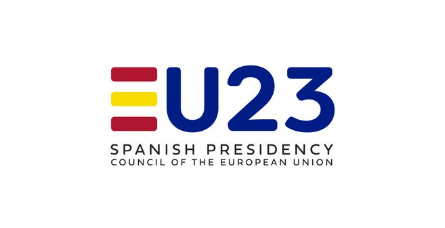 EU23
SPANISH PRESIDENCY
COUNCIL OF THE EUROPEAN UNION